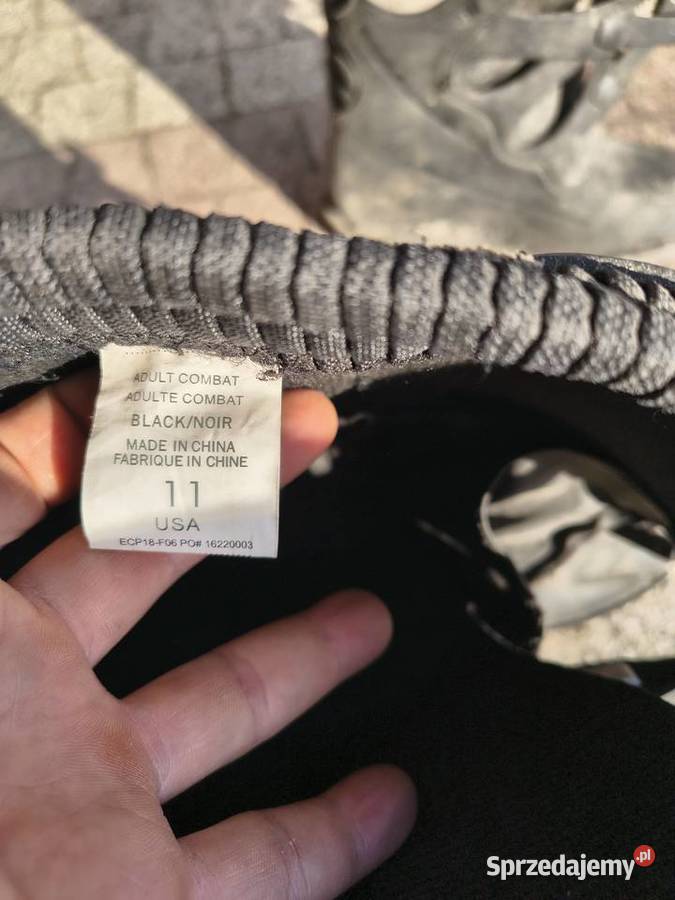 ADULT COMBAT
ADULTE COMBAT
BLACK/NOIR
MADE IN CHINA
FABRIQUE IN CHINE
11
USA
ECP18-F06 PO# 16220003
Sprzedajemy.pl